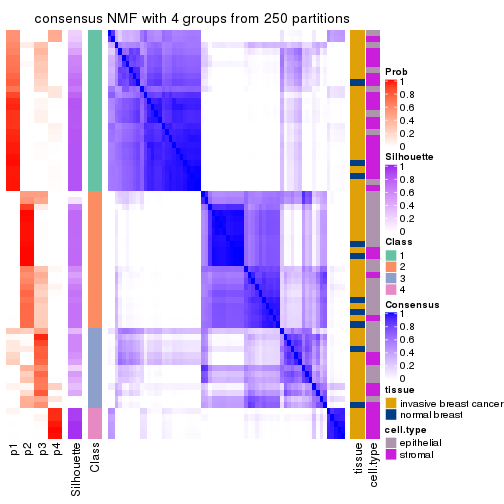 consensus NMF with 4 groups from 250 partitions
p1
p2
p3
p4
Silhouette
Class
tissue
cell.type
Prob
1
0.8
0.6
0.4
0.2
0
Silhouette
1
0.8
0.6
0.4
0.2
0
Class
1
2
3
4
Consensus
1
0.8
0.6
0.4
0.2
0
tissue
invasive breast cancer
normal breast
cell.type
epithelial
stromal